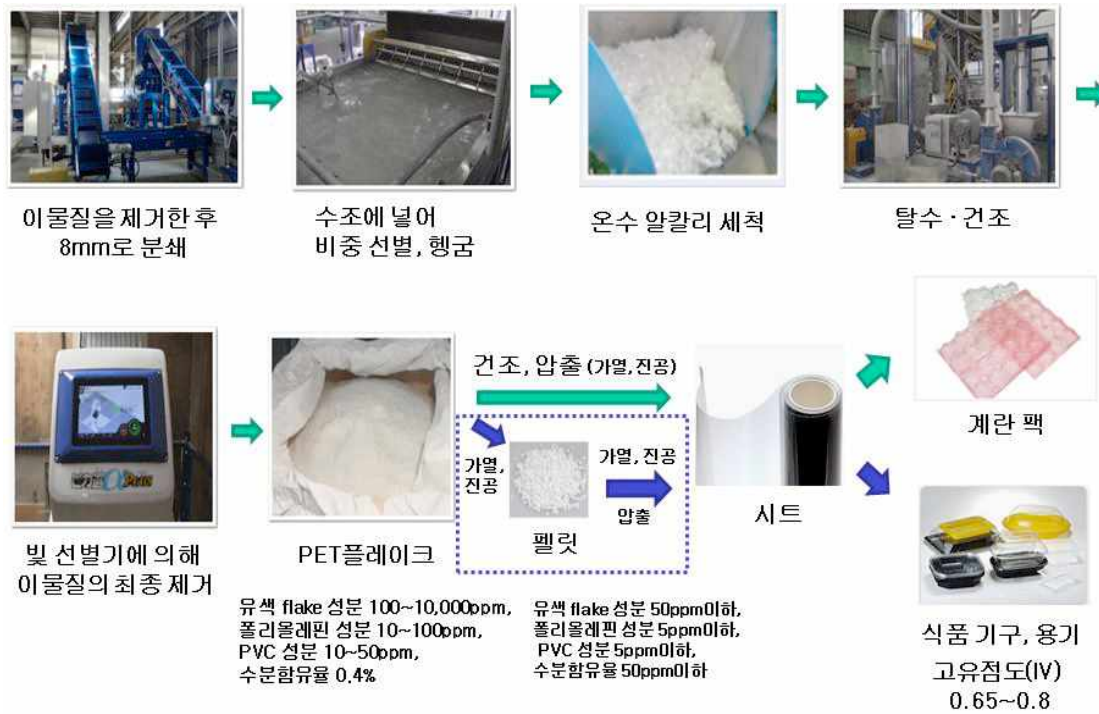 이물질을 제거한 후
8mm로 분쇄
수조에 넣어
비중 선별, 헹굼
온수 알칼리 세척
탈수 · 건조
건조, 압출 (가열,진공)
가열,
진공
가열, 진공
압출
펠릿
시트
계란 팩
빛 선별기에 의해
이물질의 최종 제거
PET플레이크
유색 flake 성분 100~10,000ppm,
폴리올레핀 성분 10~100ppm,
PVC 성분 10~50ppm,
수분함유율 0.4%
유색 flake 성분 50ppm이하,
폴리올레핀 성분 5ppm이하,
PVC 성분 5ppm이하,
수분함유율 50ppm이하
식품 기구, 용기
고유점도(IV)
0.65~0.8